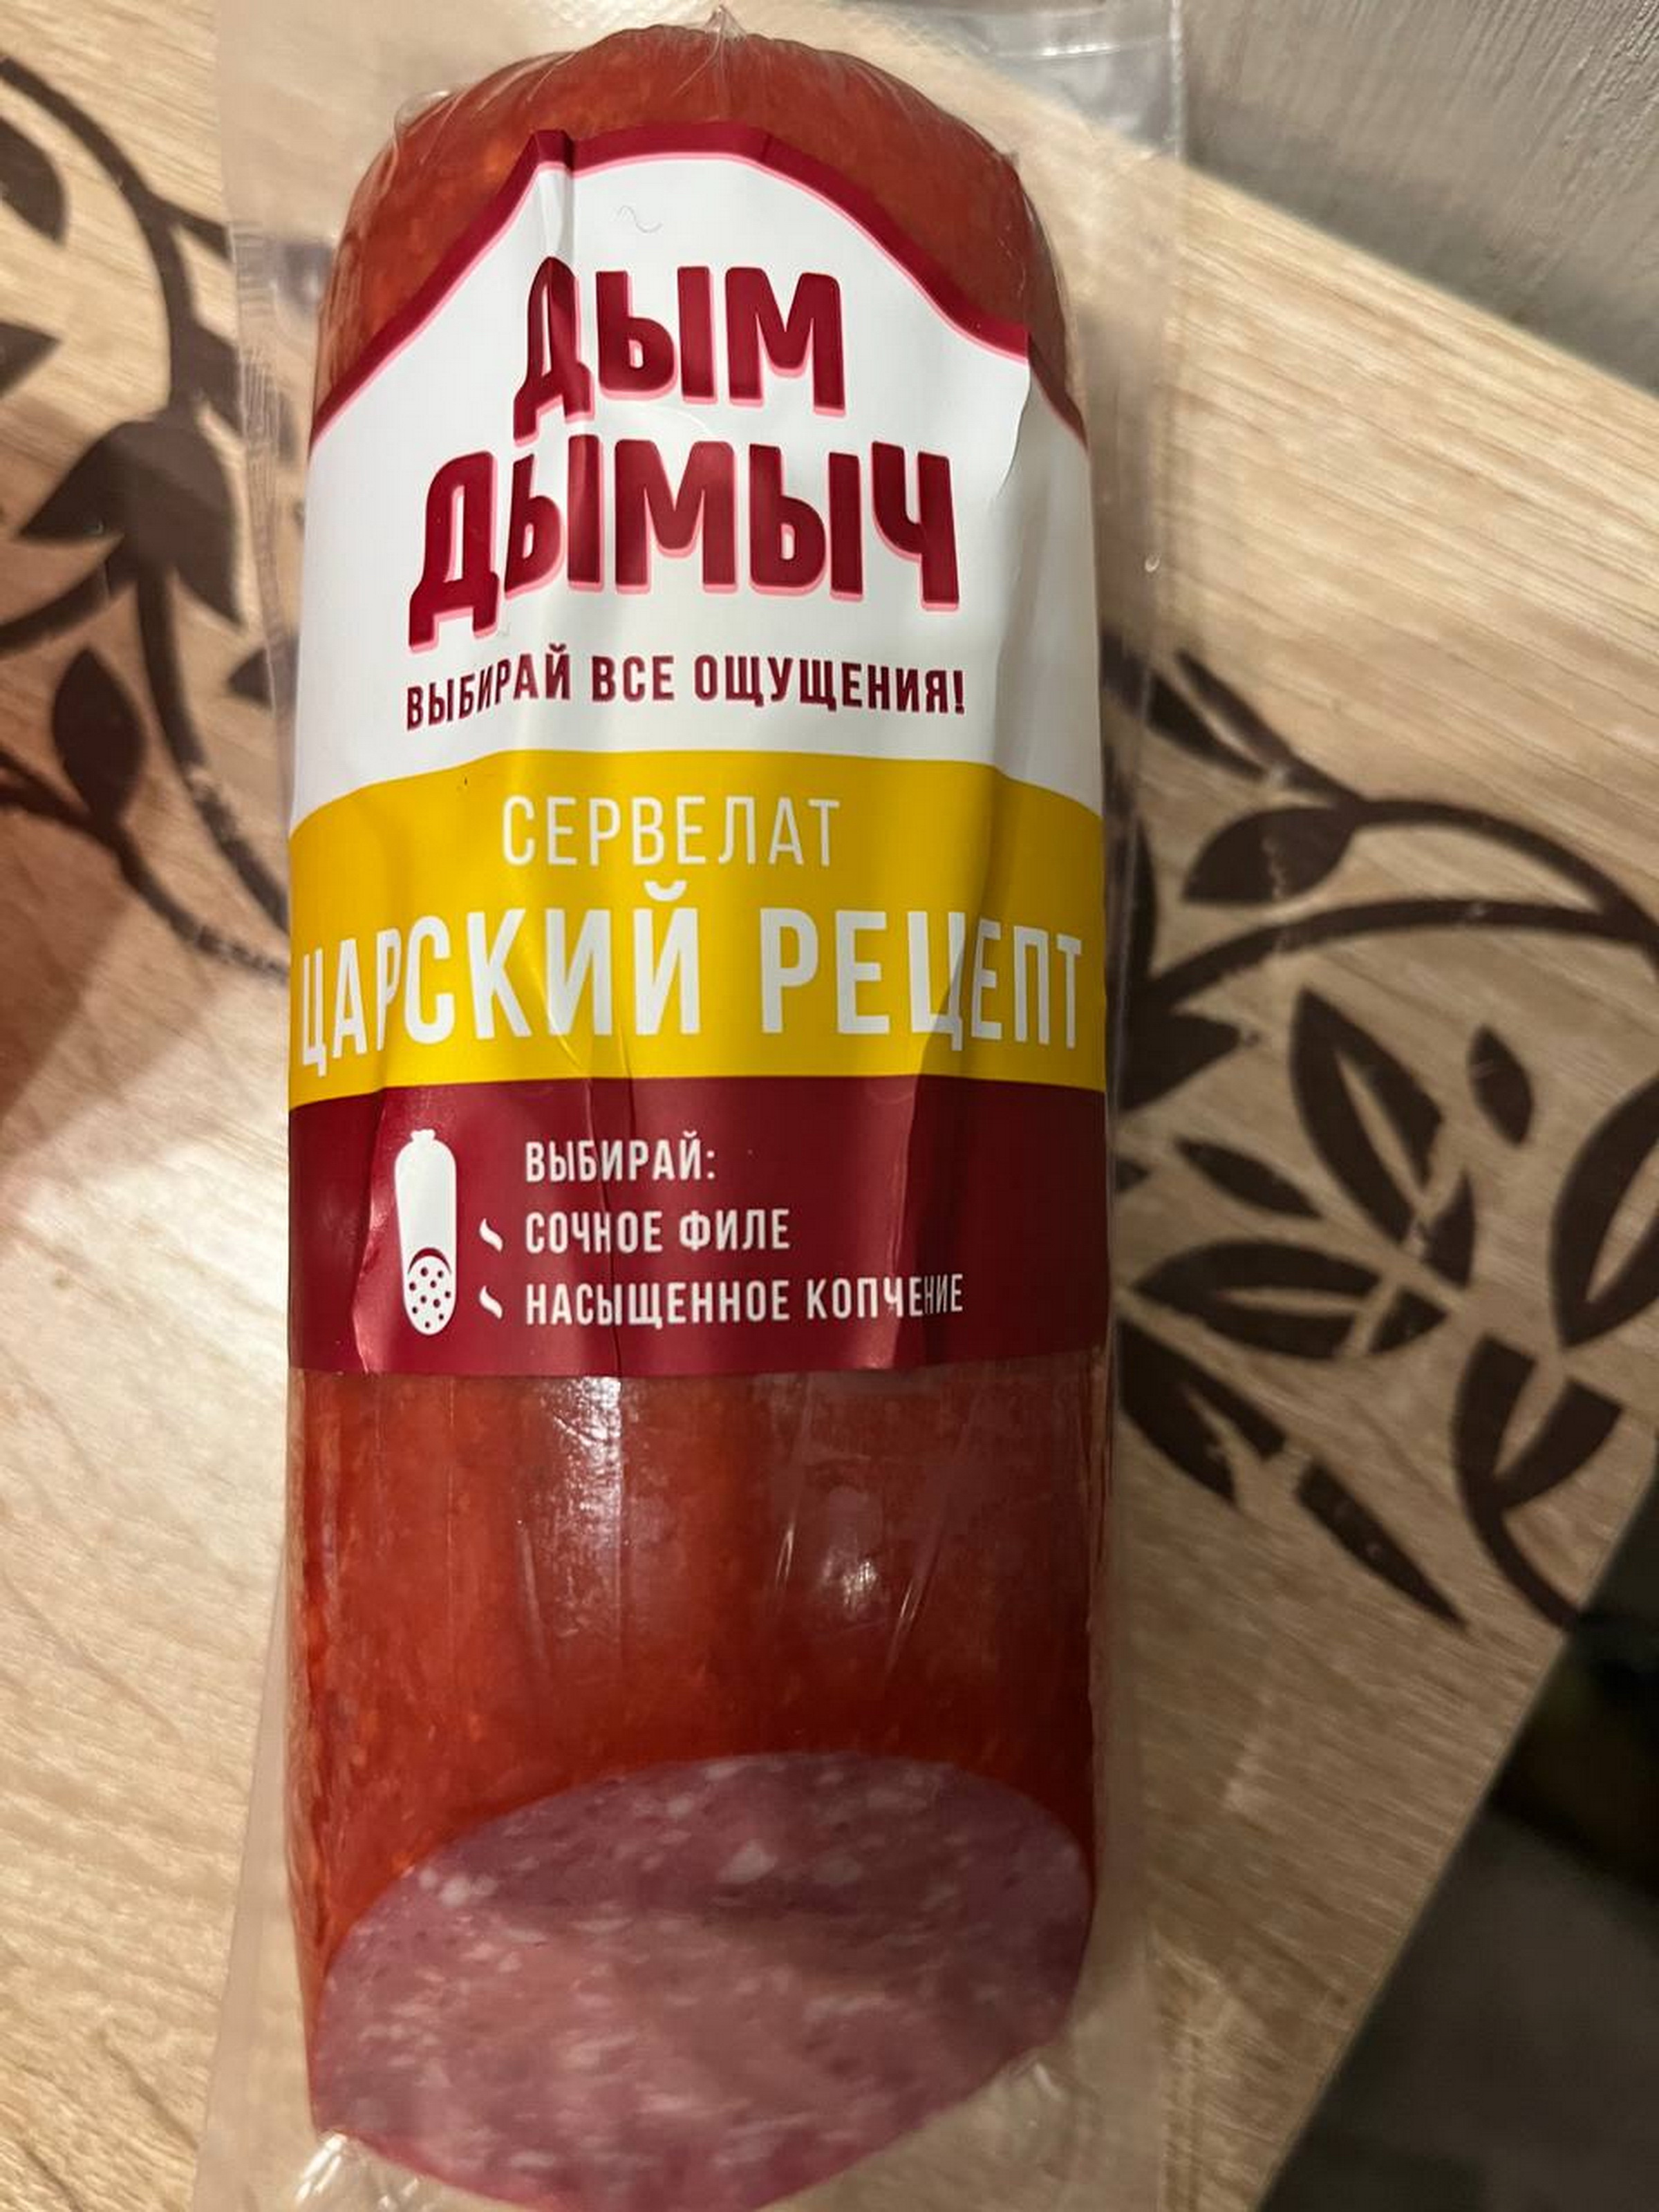 ДЫМ
ДЫМЫЧ
ВЫБИРАЙ ВСЕ ОЩУЩЕНИЯ!
СЕРВЕЛАТ
ЦАРСКИЙ РЕЦЕПТ
ВЫБИРАЙ:
СОЧНОЕ ФИЛЕ
НАСЫЩЕННОЕ КОПЧЕНИЕ